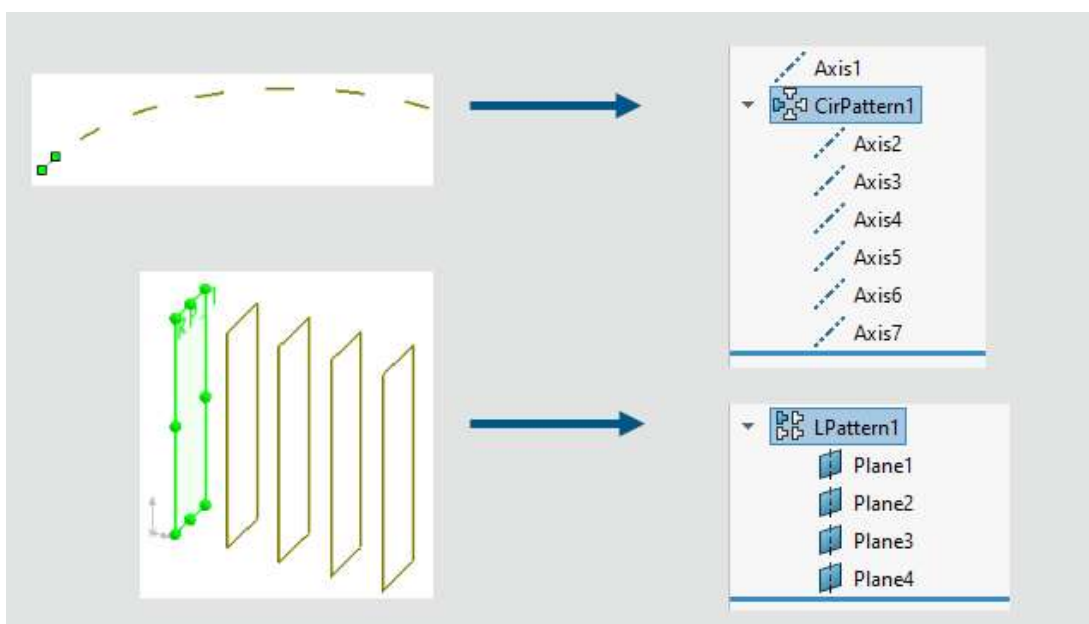 Axis1
CirPattern1
Axis2
Axis3
Axis4
Axis5
Axis6
Axis7
LPattern1
Plane1
Plane2
Plane3
Plane4